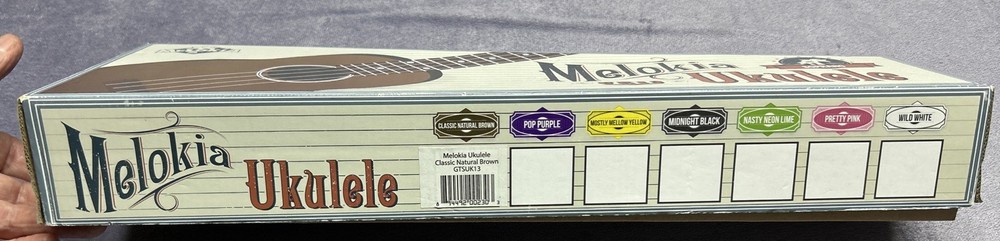 Melokia
Ukulele
Melokia
Ukulele
CLASSIC NATURAL BROWN
POP PURPLE
MOSTLY MELLOW YELLOW
MIDNIGHT BLACK
NASTY NEON LIME
PRETTY PINK
WILD WHITE
Melokia Ukulele
Classic Natural Brown
GTSUK13